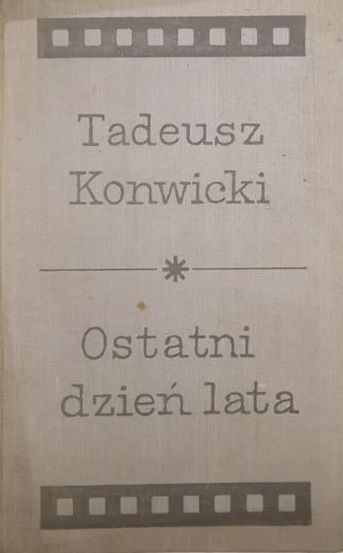 Tadeusz
Konwicki
Ostatni
dzień lata